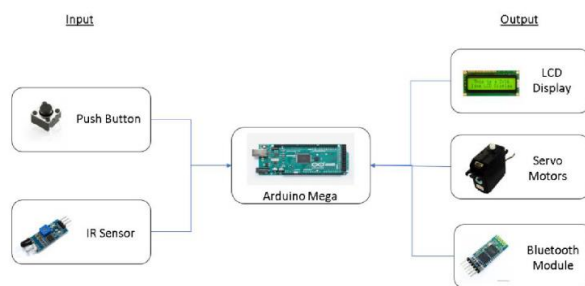 Input
Output
Push Button
IR Sensor
Arduino Mega
LCD
Display
Servo
Motors
Bluetooth
Module